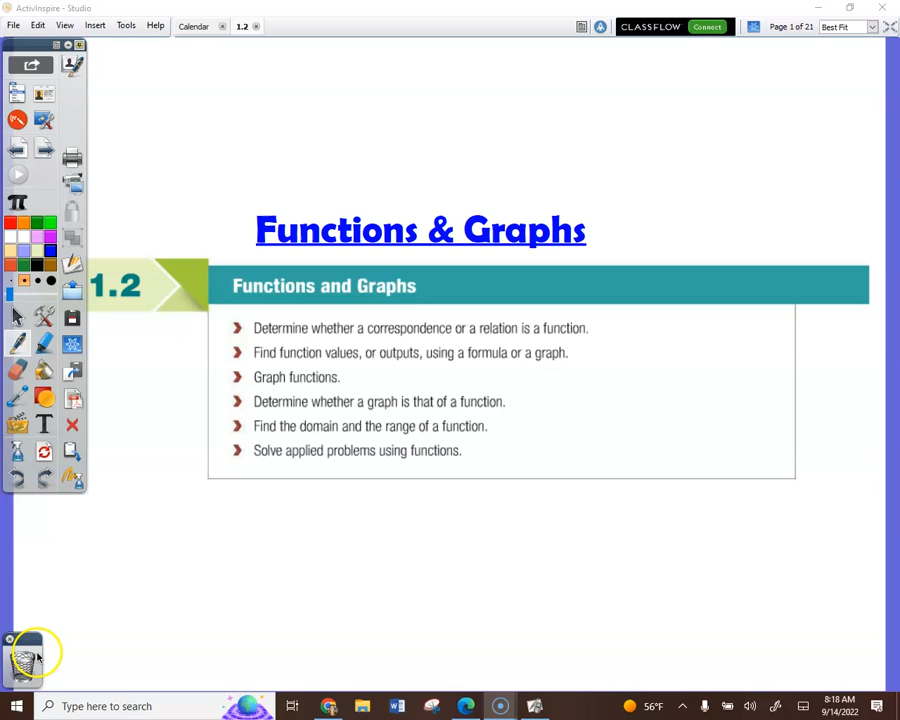 ActivInspire - Studio
File Edit View Insert Tools Help
Calendar 1.2
CLASSFLOW Connect
Page 1 of 21
Best Fit
Functions & Graphs
1.2 Functions and Graphs
Determine whether a correspondence or a relation is a function.
Find function values, or outputs, using a formula or a graph.
Graph functions.
Determine whether a graph is that of a function.
Find the domain and the range of a function.
Solve applied problems using functions.
Type here to search
56°F
8:18 AM
9/14/2022